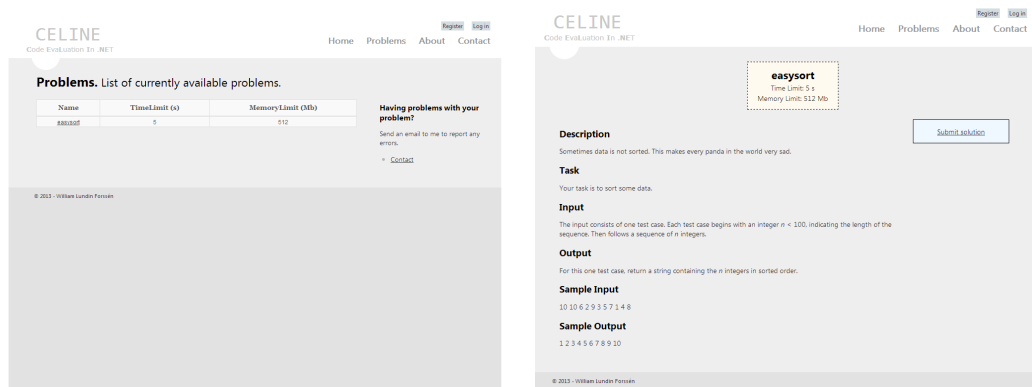 Register Log in
CELINE
Code EvaLuation In .NET
Home Problems About Contact
Problems. List of currently available problems.
Name TimeLimit (s) MemoryLimit (Mb)
easysort 5 512
Having problems with your
problem?
Send an email to me to report any
errors.
Contact
© 2013 - William Lundin Forssén
Register Log in
CELINE
Code EvaLuation In .NET
Home Problems About Contact
easysort
Time Limit: 5 s
Memory Limit: 512 Mb
Submit solution
Description
Sometimes data is not sorted. This makes every panda in the world very sad.
Task
Your task is to sort some data.
Input
The input consists of one test case. Each test case begins with an integer n < 100, indicating the length of the
sequence. Then follows a sequence of n integers.
Output
For this one test case, return a string containing the n integers in sorted order.
Sample Input
10 10 6 2 9 3 5 7 1 4 8
Sample Output
1 2 3 4 5 6 7 8 9 10
© 2013 - William Lundin Forssén